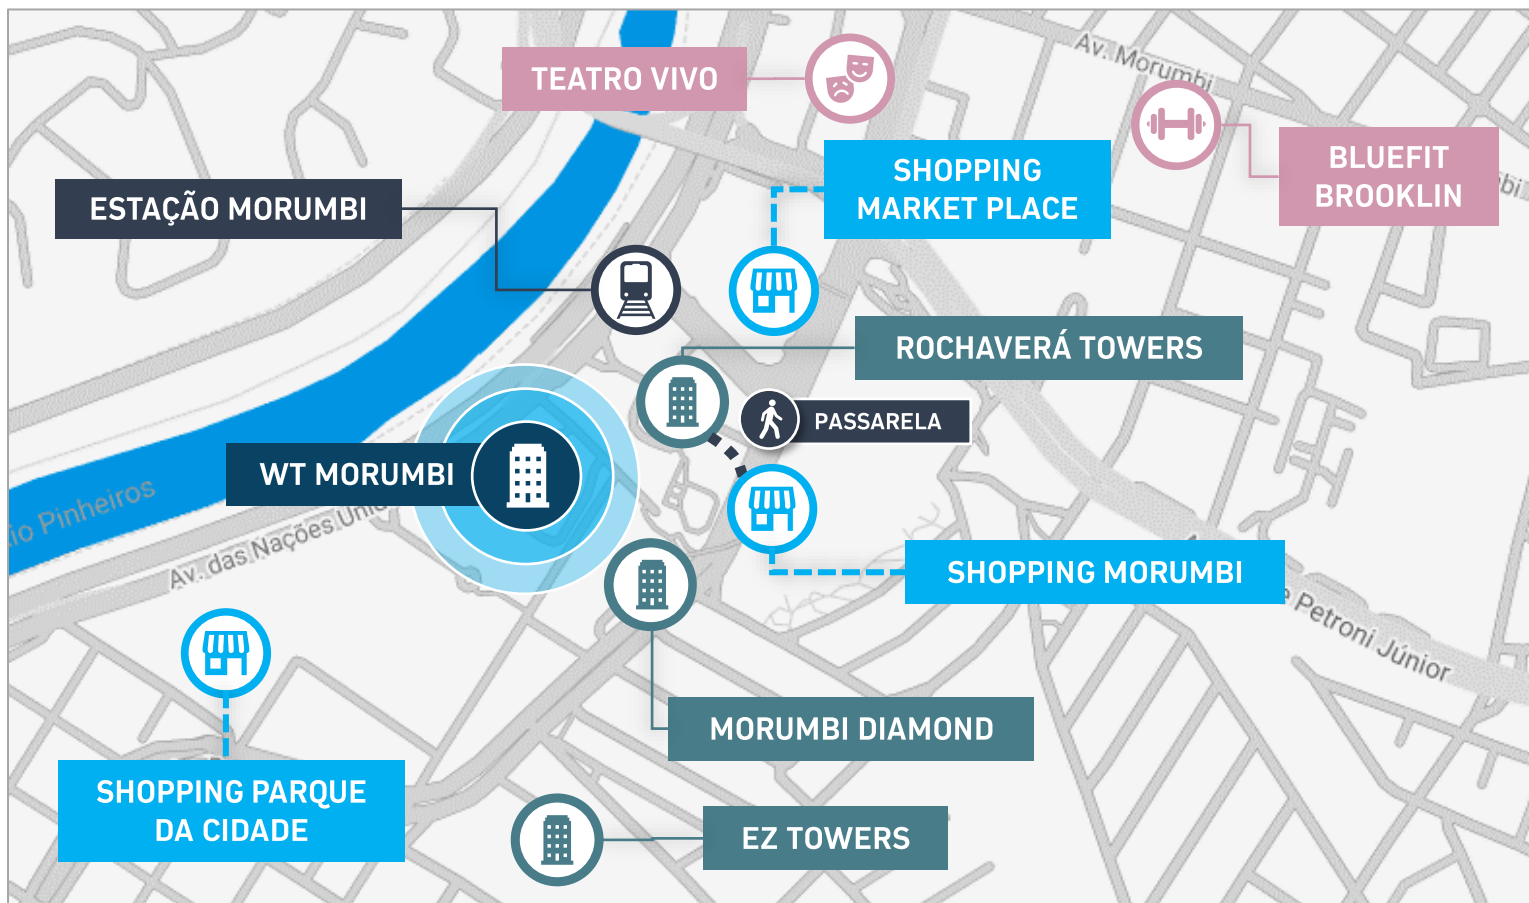 Av. Morumbi
TEATRO VIVO
BLUEFIT
BROOKLIN
SHOPPING
MARKET PLACE
ESTAÇÃO MORUMBI
ROCHAVERÁ TOWERS
PASSARELA
WT MORUMBI
Pinheiros
Av. das Nações
SHOPPING MORUMBI
Petroni Júnior
MORUMBI DIAMOND
SHOPPING PARQUE
DA CIDADE
EZ TOWERS